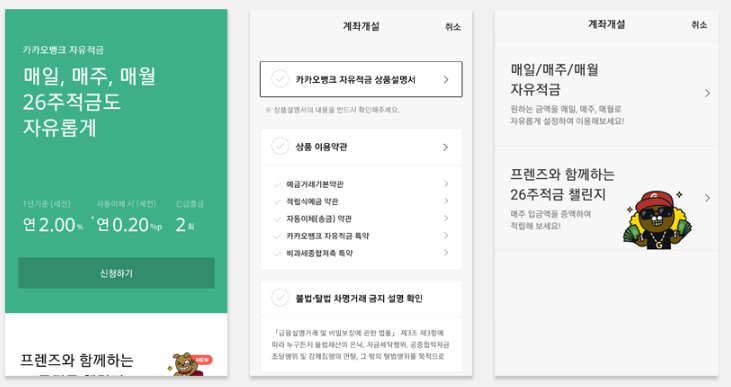 카카오뱅크 자유적금
매일, 매주, 매월
26주적금도
자유롭게
1년기준 (세전)
자동이체 시 (세전)
긴급출금
연 2.00 %
+ 연 0.20 %p
2 회
신청하기
프렌즈와 함께하는
NEW
계좌개설
취소
카카오뱅크 자유적금 상품설명서
※ 상품설명서의 내용을 반드시 확인해주세요.
상품 이용약관
예금거래기본약관
적립식예금 약관
자동이체(송금) 약관
카카오뱅크 자유적금 특약
비과세종합저축 특약
불법·탈법 차명거래 금지 설명 확인
「금융실명거래 및 비밀보장에 관한 법률」 제3조 제3항에
따라 누구든지 불법재산의 은닉, 자금세탁행위, 공중협박자금
조달행위 및 강제집행의 면탈, 그 밖의 탈법행위를 목적으로
계좌개설
취소
매일/매주/매월
자유적금
원하는 금액을 매일, 매주, 매월로
자유롭게 설정하여 이용해보세요!
프렌즈와 함께하는
26주적금 챌린지
매주 입금액을 증액하여
적립해 보세요!
G